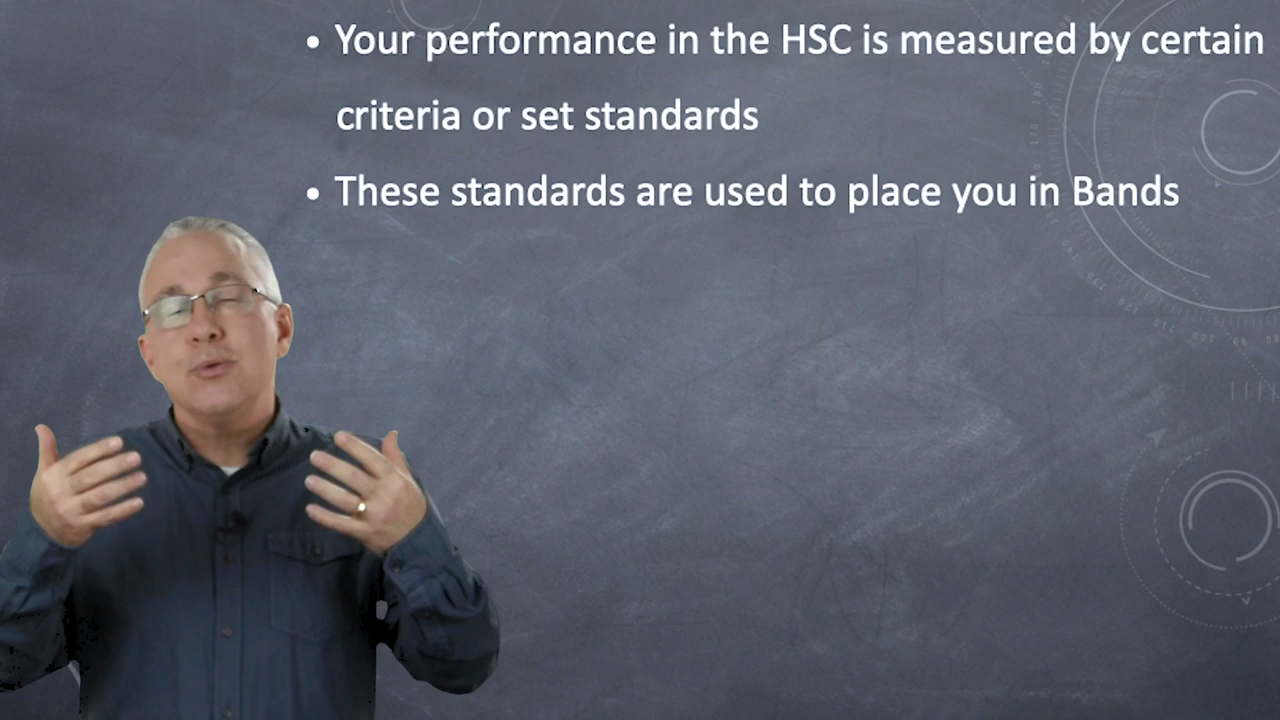 • Your performance in the HSC is measured by certain
criteria or set standards
• These standards are used to place you in Bands